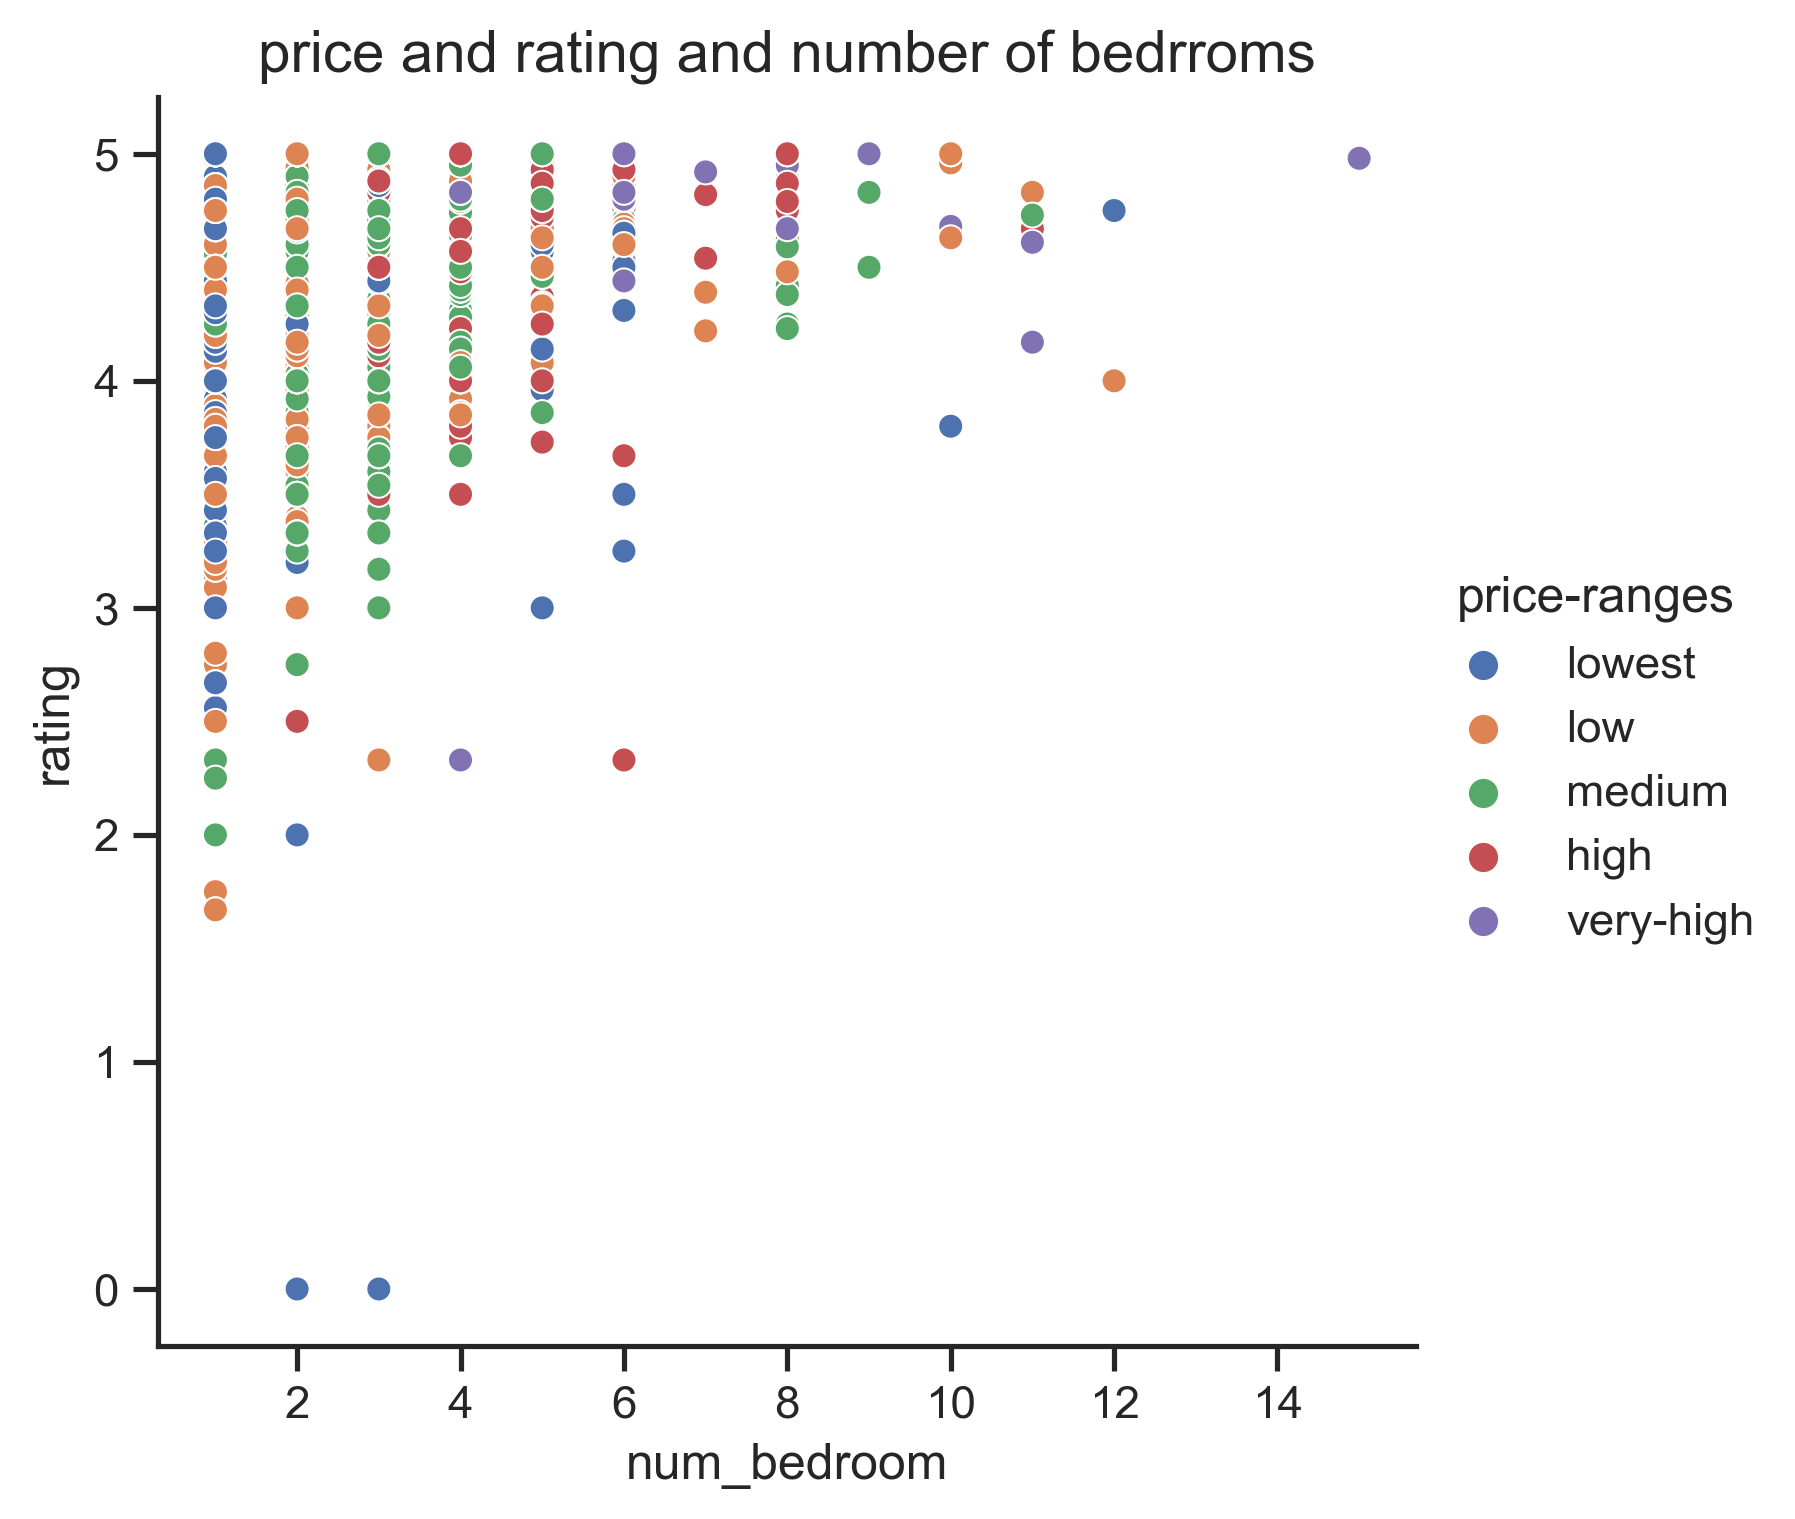 price and rating and number of bedrroms
5
4
3
2
1
0
rating
2
4
6
8
10
12
14
num_bedroom
price-ranges
lowest
low
medium
high
very-high